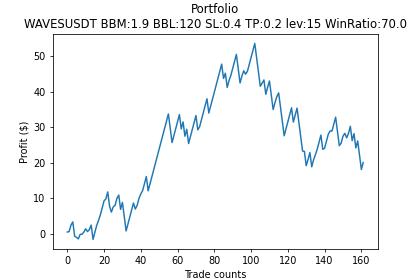 Portfolio
WAVESUSDT BBM:1.9 BBL:120 SL:0.4 TP:0.2 lev:15 WinRatio:70.0
Profit ($)
50
40
30
20
10
0
0 20 40 60 80 100 120 140 160
Trade counts